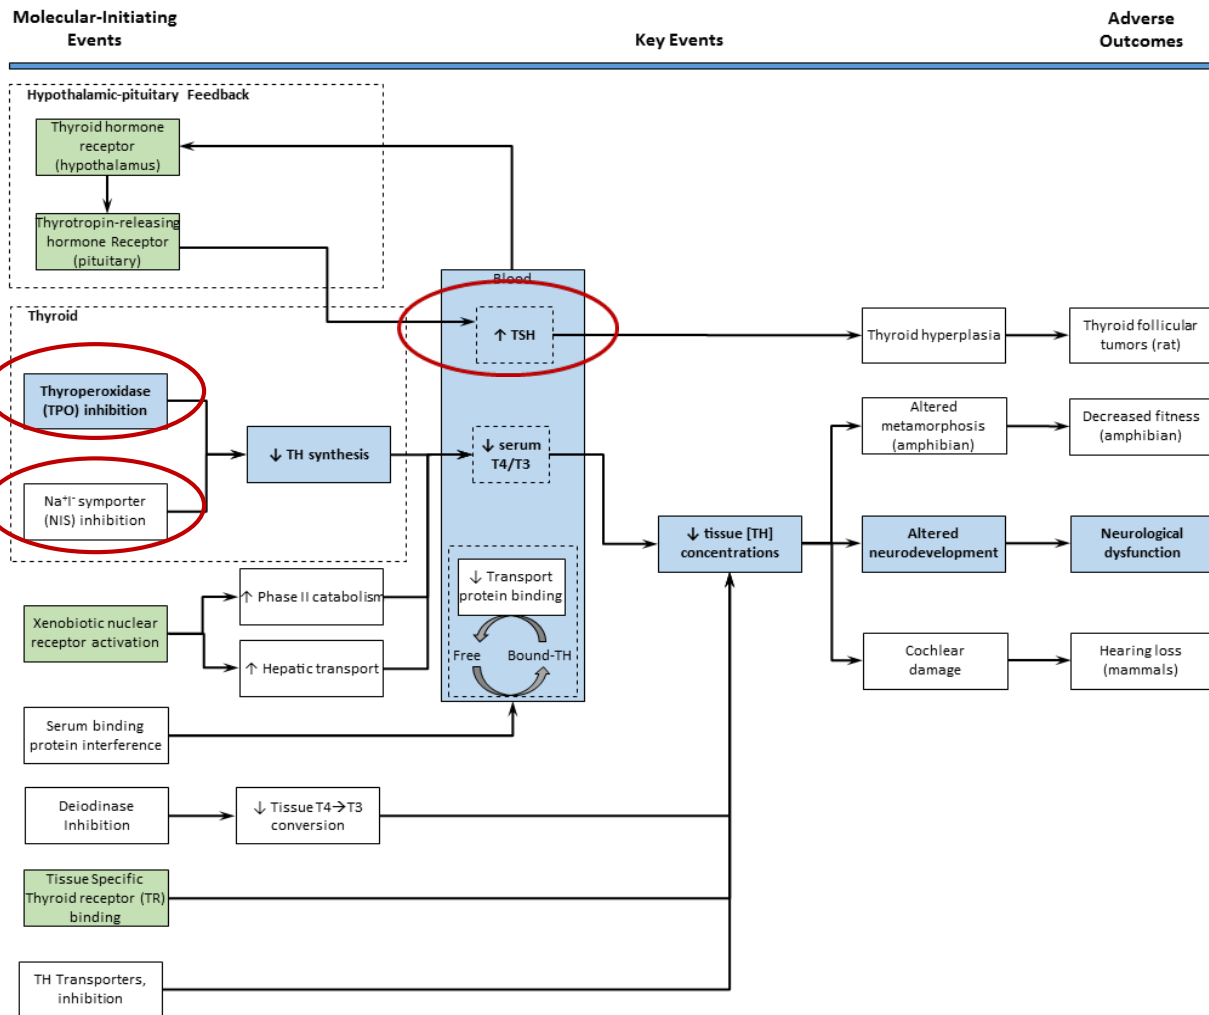 Molecular-Initiating
Events
Key Events
Adverse
Outcomes
Hypothalamic-pituitary Feedback
Thyroid hormone
receptor
(hypothalamus)
Thyrotropin-releasing
hormone Receptor
(pituitary)
Blood
Thyroid
↑ TSH
Thyroid hyperplasia
Thyroid follicular
tumors (rat)
Thyroperoxidase
(TPO) inhibition
↓ TH synthesis
↓ serum
T4/T3
Altered
metamorphosis
(amphibian)
Decreased fitness
(amphibian)
Na⁺I⁻ symporter
(NIS) inhibition
↓ tissue [TH]
concentrations
Altered
neurodevelopment
Neurological
dysfunction
↑ Phase II catabolism
↓ Transport
protein binding
Xenobiotic nuclear
receptor activation
↑ Hepatic transport
Free
Bound-TH
Cochlear
damage
Hearing loss
(mammals)
Serum binding
protein interference
Deiodinase
Inhibition
↓ Tissue T4→T3
conversion
Tissue Specific
Thyroid receptor (TR)
binding
TH Transporters,
inhibition